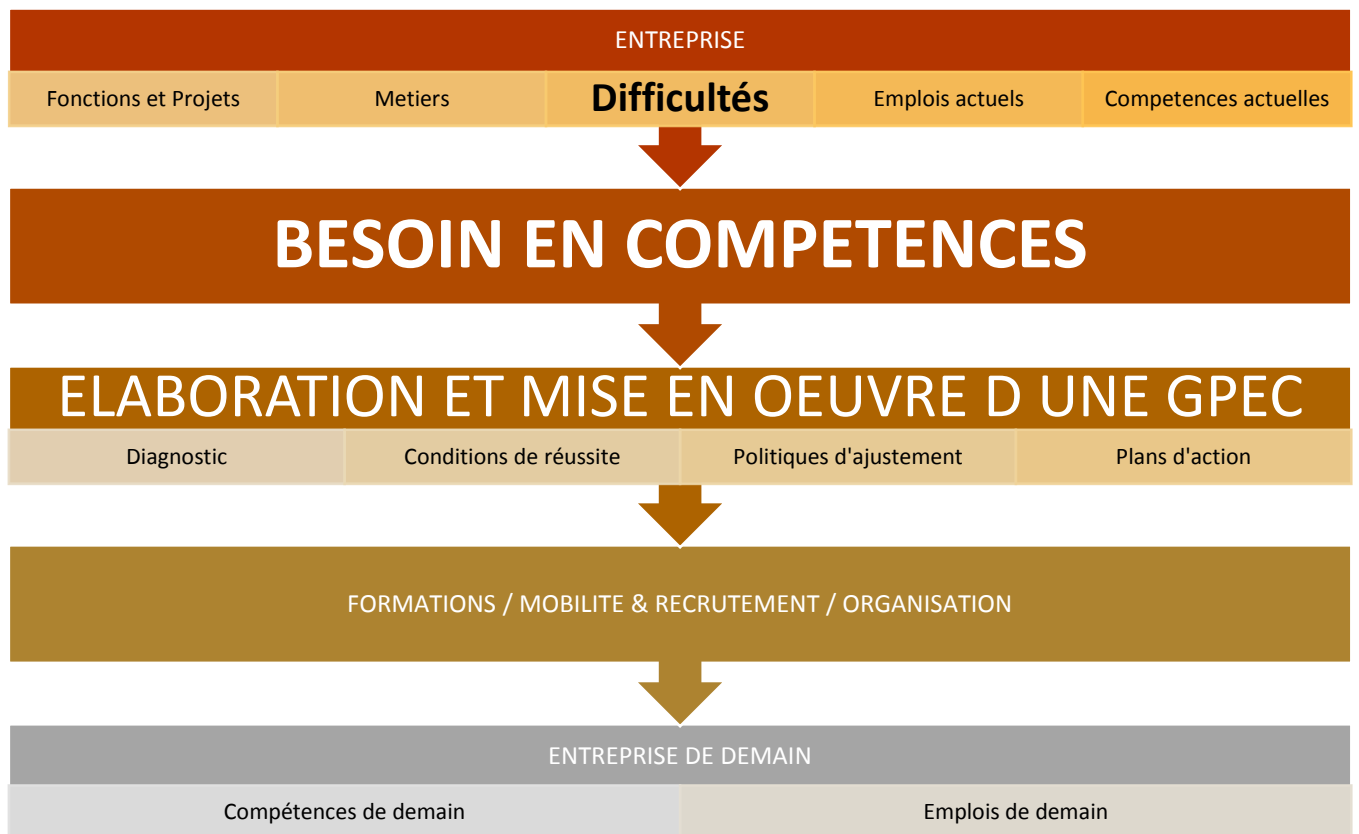 ENTREPRISE
Fonctions et Projets
Metiers
Difficultés
Emplois actuels
Competences actuelles
BESOIN EN COMPETENCES
ELABORATION ET MISE EN OEUVRE D UNE GPEC
Diagnostic
Conditions de réussite
Politiques d'ajustement
Plans d'action
FORMATIONS / MOBILITE & RECRUTEMENT / ORGANISATION
ENTREPRISE DE DEMAIN
Compétences de demain
Emplois de demain